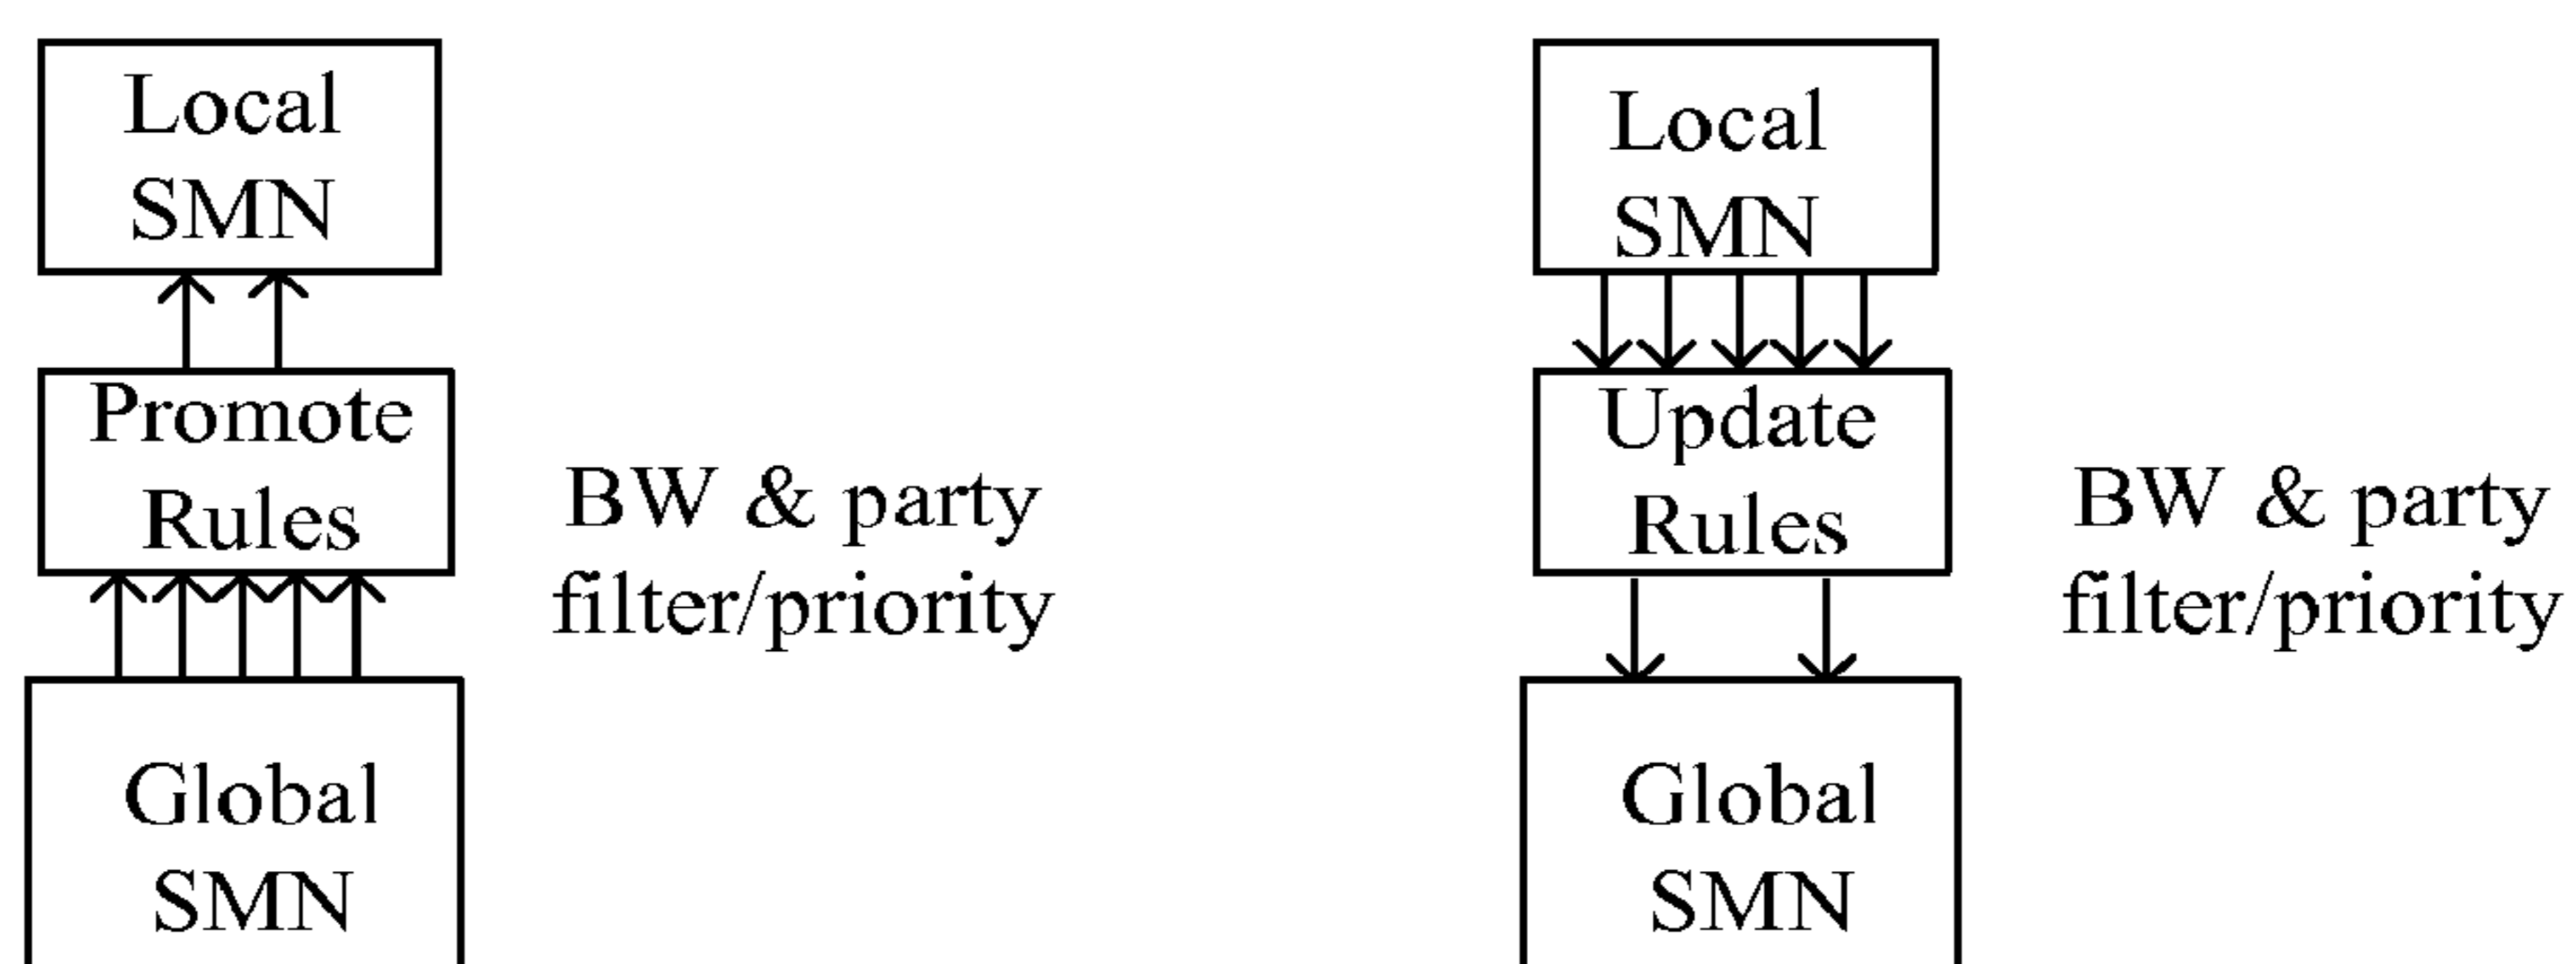 Local
SMN
Promote
Rules
BW & party
filter/priority
Global
SMN
Local
SMN
Update
Rules
BW & party
filter/priority
Global
SMN